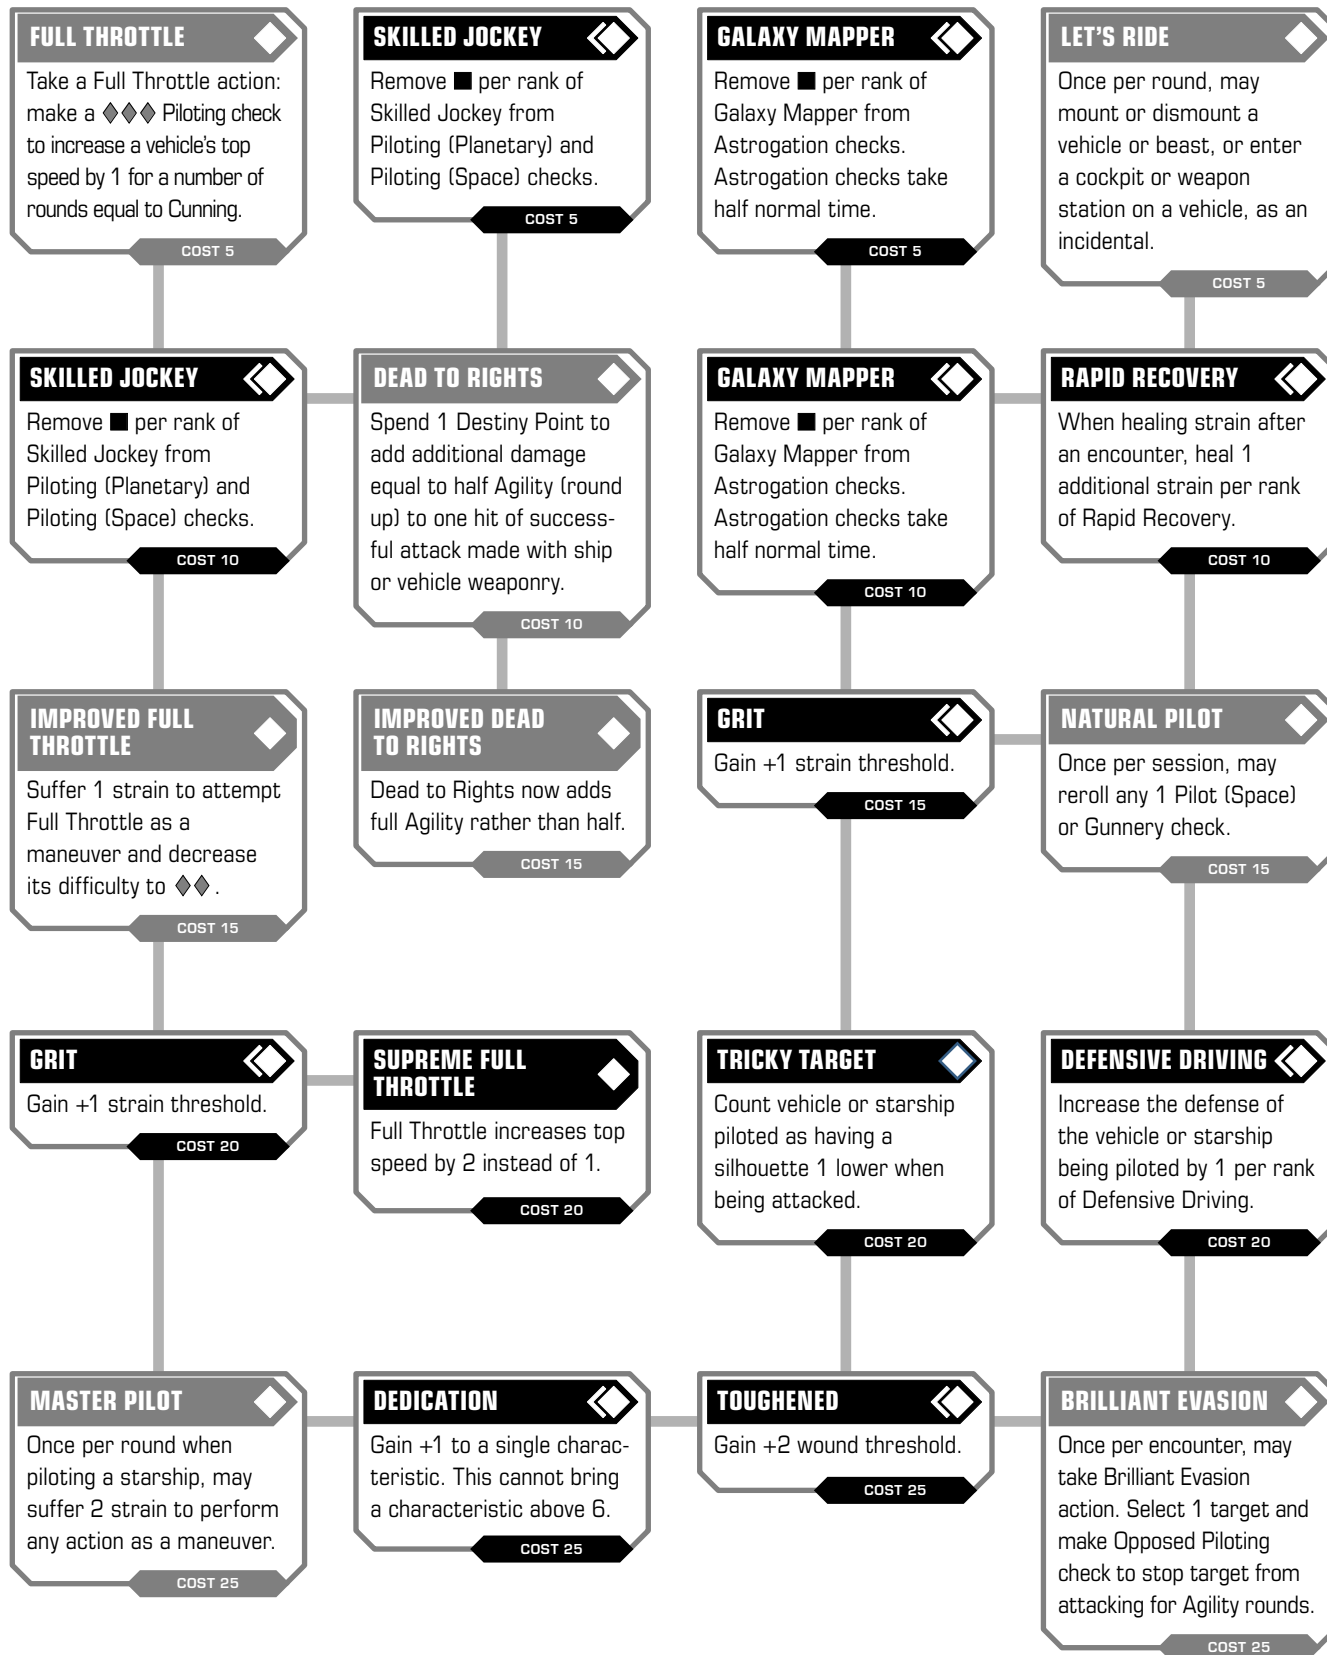 FULL THROTTLE
Take a Full Throttle action:
make a ◆◆◆ Piloting check
to increase a vehicle's top
speed by 1 for a number of
rounds equal to Cunning.
COST 5
SKILLED JOCKEY
Remove ■ per rank of
Skilled Jockey from
Piloting (Planetary) and
Piloting (Space) checks.
COST 5
GALAXY MAPPER
Remove ■ per rank of
Galaxy Mapper from
Astrogation checks.
Astrogation checks take
half normal time.
COST 5
LET'S RIDE
Once per round, may
mount or dismount a
vehicle or beast, or enter
a cockpit or weapon
station on a vehicle, as an
incidental.
COST 5
SKILLED JOCKEY
Remove ■ per rank of
Skilled Jockey from
Piloting (Planetary) and
Piloting (Space) checks.
COST 10
DEAD TO RIGHTS
Spend 1 Destiny Point to
add additional damage
equal to half Agility (round
up) to one hit of success-
ful attack made with ship
or vehicle weaponry.
COST 10
GALAXY MAPPER
Remove ■ per rank of
Galaxy Mapper from
Astrogation checks.
Astrogation checks take
half normal time.
COST 10
RAPID RECOVERY
When healing strain after
an encounter, heal 1
additional strain per rank
of Rapid Recovery.
COST 10
IMPROVED FULL
THROTTLE
Suffer 1 strain to attempt
Full Throttle as a
maneuver and decrease
its difficulty to ◆◆ .
COST 15
IMPROVED DEAD
TO RIGHTS
Dead to Rights now adds
full Agility rather than half.
COST 15
GRIT
Gain +1 strain threshold.
COST 15
NATURAL PILOT
Once per session, may
reroll any 1 Pilot (Space)
or Gunnery check.
COST 15
GRIT
Gain +1 strain threshold.
COST 20
SUPREME FULL
THROTTLE
Full Throttle increases top
speed by 2 instead of 1.
COST 20
TRICKY TARGET
Count vehicle or starship
piloted as having a
silhouette 1 lower when
being attacked.
COST 20
DEFENSIVE DRIVING
Increase the defense of
the vehicle or starship
being piloted by 1 per rank
of Defensive Driving.
COST 20
MASTER PILOT
Once per round when
piloting a starship, may
suffer 2 strain to perform
any action as a maneuver.
COST 25
DEDICATION
Gain +1 to a single charac-
teristic. This cannot bring
a characteristic above 6.
COST 25
TOUGHENED
Gain +2 wound threshold.
COST 25
BRILLIANT EVASION
Once per encounter, may
take Brilliant Evasion
action. Select 1 target and
make Opposed Piloting
check to stop target from
attacking for Agility rounds.
COST 25